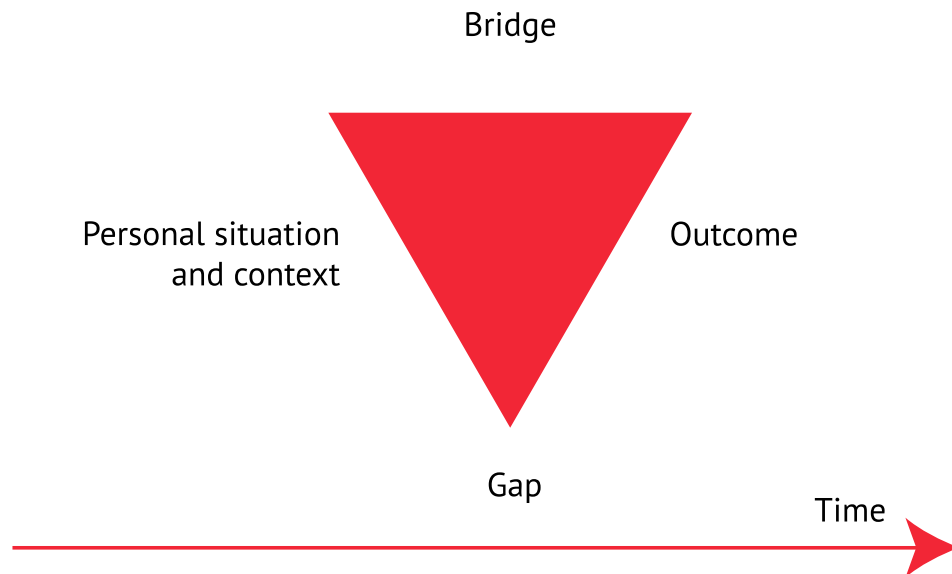 Bridge
Personal situation
and context
Outcome
Gap
Time